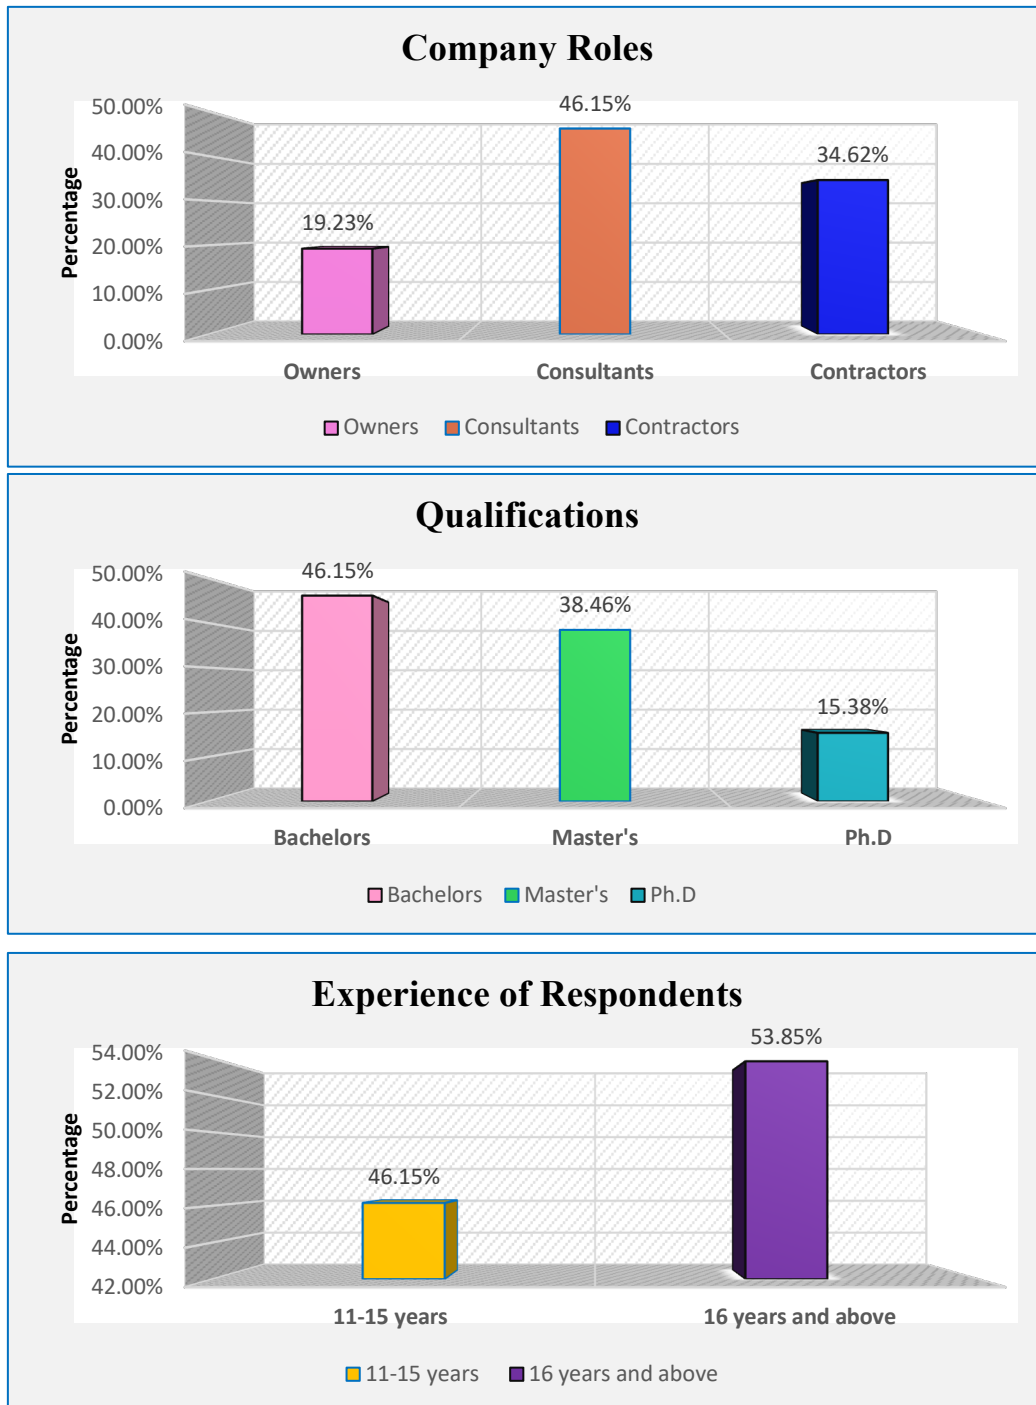 Company Roles
50.00%
40.00%
30.00%
20.00%
10.00%
0.00%
Percentage
19.23%
46.15%
34.62%
Owners Consultants Contractors
Owners Consultants Contractors
Qualifications
50.00%
40.00%
30.00%
20.00%
10.00%
0.00%
Percentage
46.15%
38.46%
15.38%
Bachelors Master's Ph.D
Bachelors Master's Ph.D
Experience of Respondents
54.00%
52.00%
50.00%
48.00%
46.00%
44.00%
42.00%
Percentage
46.15%
53.85%
11-15 years 16 years and above
11-15 years 16 years and above